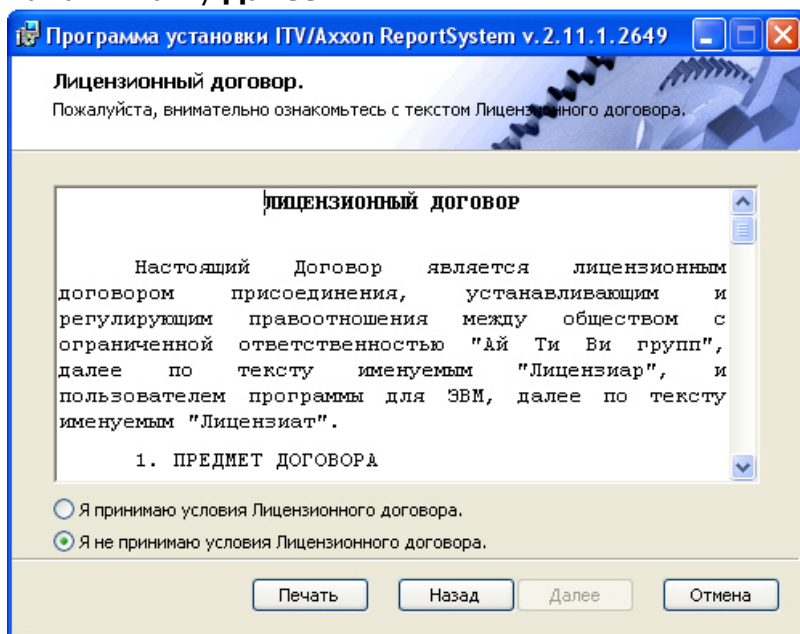 Программа установки ITV/Axxon ReportSystem v.2.11.1.2649
Лицензионный договор.
Пожалуйста, внимательно ознакомьтесь с текстом Лицензионного договора.
ЛИЦЕНЗИОННЫЙ ДОГОВОР
Настоящий Договор является лицензионным
договором присоединения, устанавливающим и
регулирующим правоотношения между обществом с
ограниченной ответственностью "Ай Ти Ви групп",
далее по тексту именуемым "Лицензиар", и
пользователем программы для ЭВМ, далее по тексту
именуемым "Лицензиат".
1. ПРЕДМЕТ ДОГОВОРА
Я принимаю условия Лицензионного договора.
Я не принимаю условия Лицензионного договора.
Печать Назад Далее Отмена